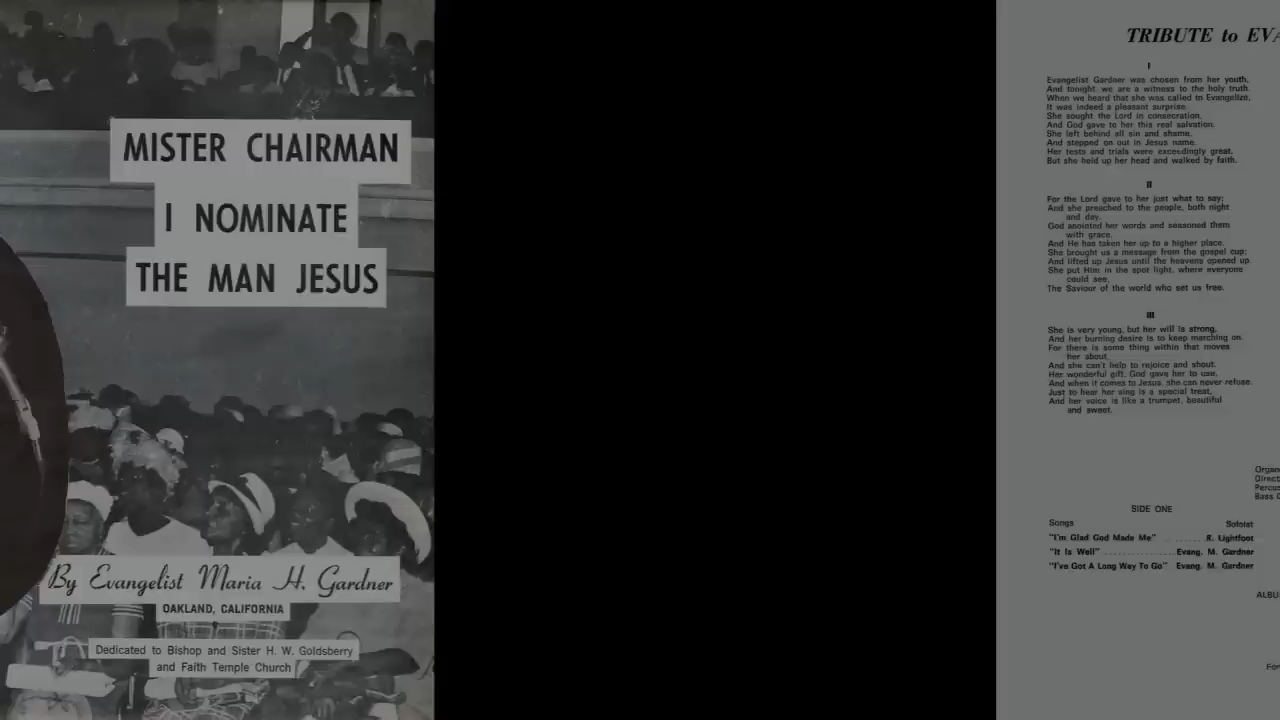 MISTER CHAIRMAN
I NOMINATE
THE MAN JESUS
By Evangelist Maria H. Gardner
OAKLAND, CALIFORNIA
Dedicated to Bishop and Sister H. W. Goldsberry
and Faith Temple Church
TRIBUTE to EVA
I
Evangelist Gardner was chosen from her youth,
And tonight, we are a witness to the holy truth.
When we heard that she was called to Evangelize,
It was indeed a pleasant surprise.
She sought the Lord in consecration.
And God gave to her this real salvation.
She left behind all sin and shame,
And stepped on out in Jesus name.
Her tests and trials were exceedingly great,
But she held up her head and walked by faith.
II
For the Lord gave to her just what to say;
And she preached to the people, both night
and day.
God anointed her words and seasoned them
with grace,
And He has taken her up to a higher place.
She brought us a message from the gospel cup;
And lifted up Jesus until the heavens opened up.
She put Him in the spot light, where everyone
could see,
The Saviour of the world who set us free.
III
She is very young, but her will is strong,
And her burning desire is to keep marching on.
For there is some thing within that moves
her about,
And she can't help to rejoice and shout.
Her wonderful gift, God gave her to use,
And when it comes to Jesus, she can never refuse.
Just to hear her sing is a special treat,
And her voice is like a trumpet, beautiful
and sweet.
Organ
Direct
Percus
Bass G
SIDE ONE
Songs Soloist
"I'm Glad God Made Me" ...... R. Lightfoot
"It Is Well" .................. Evang. M. Gardner
"I've Got A Long Way To Go" Evang. M. Gardner
ALBU
For